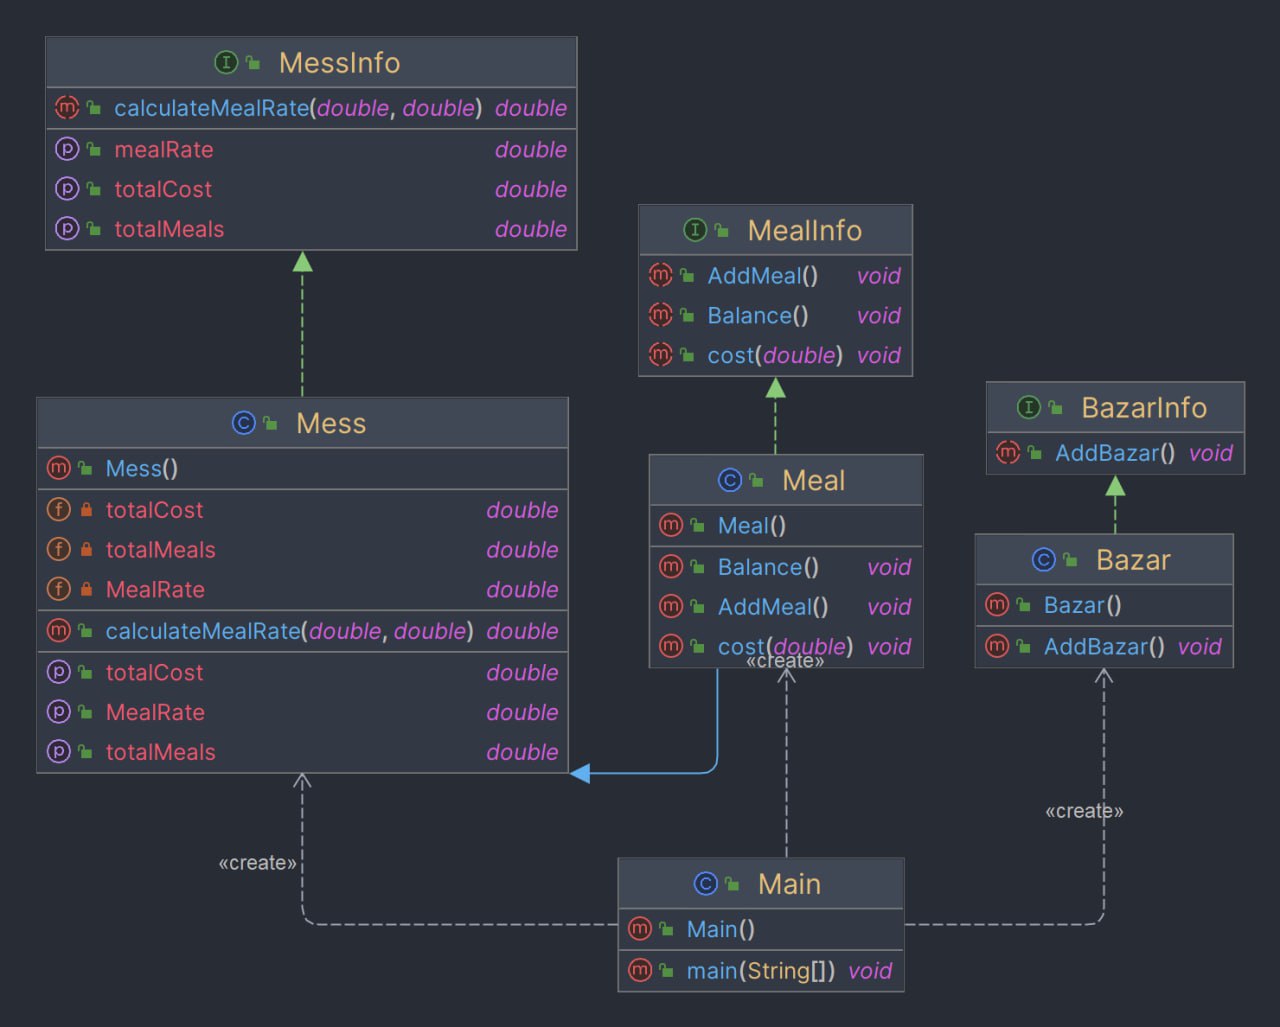 MessInfo
calculateMealRate(double, double) double
mealRate double
totalCost double
totalMeals double
MealInfo
AddMeal() void
Balance() void
cost(double) void
BazarInfo
AddBazar() void
Mess
Mess()
totalCost double
totalMeals double
MealRate double
calculateMealRate(double, double) double
totalCost double
MealRate double
totalMeals double
Meal
Meal()
Balance() void
AddMeal() void
cost(double) void
«create»
Bazar
Bazar()
AddBazar() void
«create»
«create»
Main
Main()
main(String[]) void